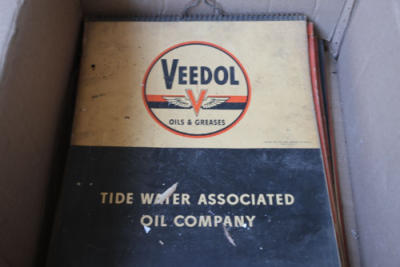 VEEDOL
V
OILS & GREASES
TIDE WATER ASSOCIATED
OIL COMPANY